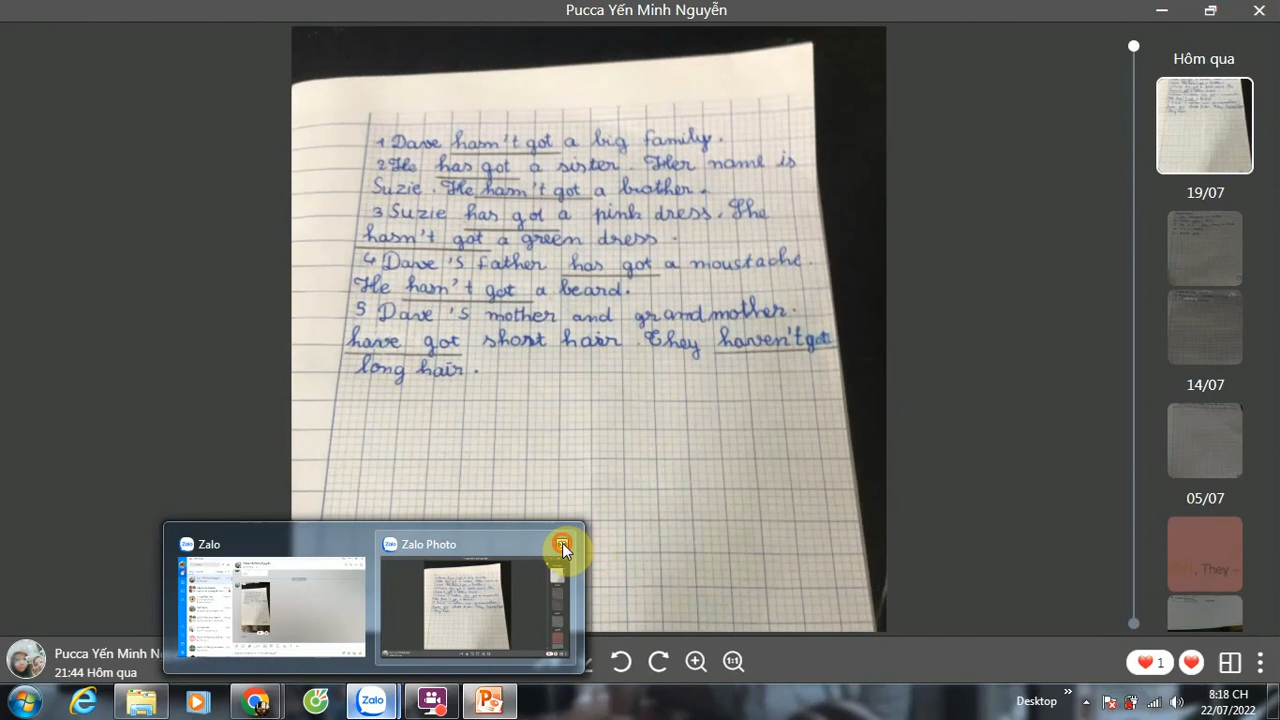 Pucca Yến Minh Nguyễn
Hôm qua
1 Dave hasn't got a big family.
2 He has got a sister. Her name is
Suzie. He hasn't got a brother.
3 Suzie has got a pink dress. She
hasn't got a green dress.
4 Dave's father has got a moustache.
He hasn't got a beard.
5 Dave's mother and grandmother.
have got short hair. They haven't got
long hair.
19/07
14/07
05/07
They -
Zalo
Zalo Photo
Pucca Yến Minh
21:44 Hôm qua
1:1
1
Desktop
8:18 CH
22/07/2022